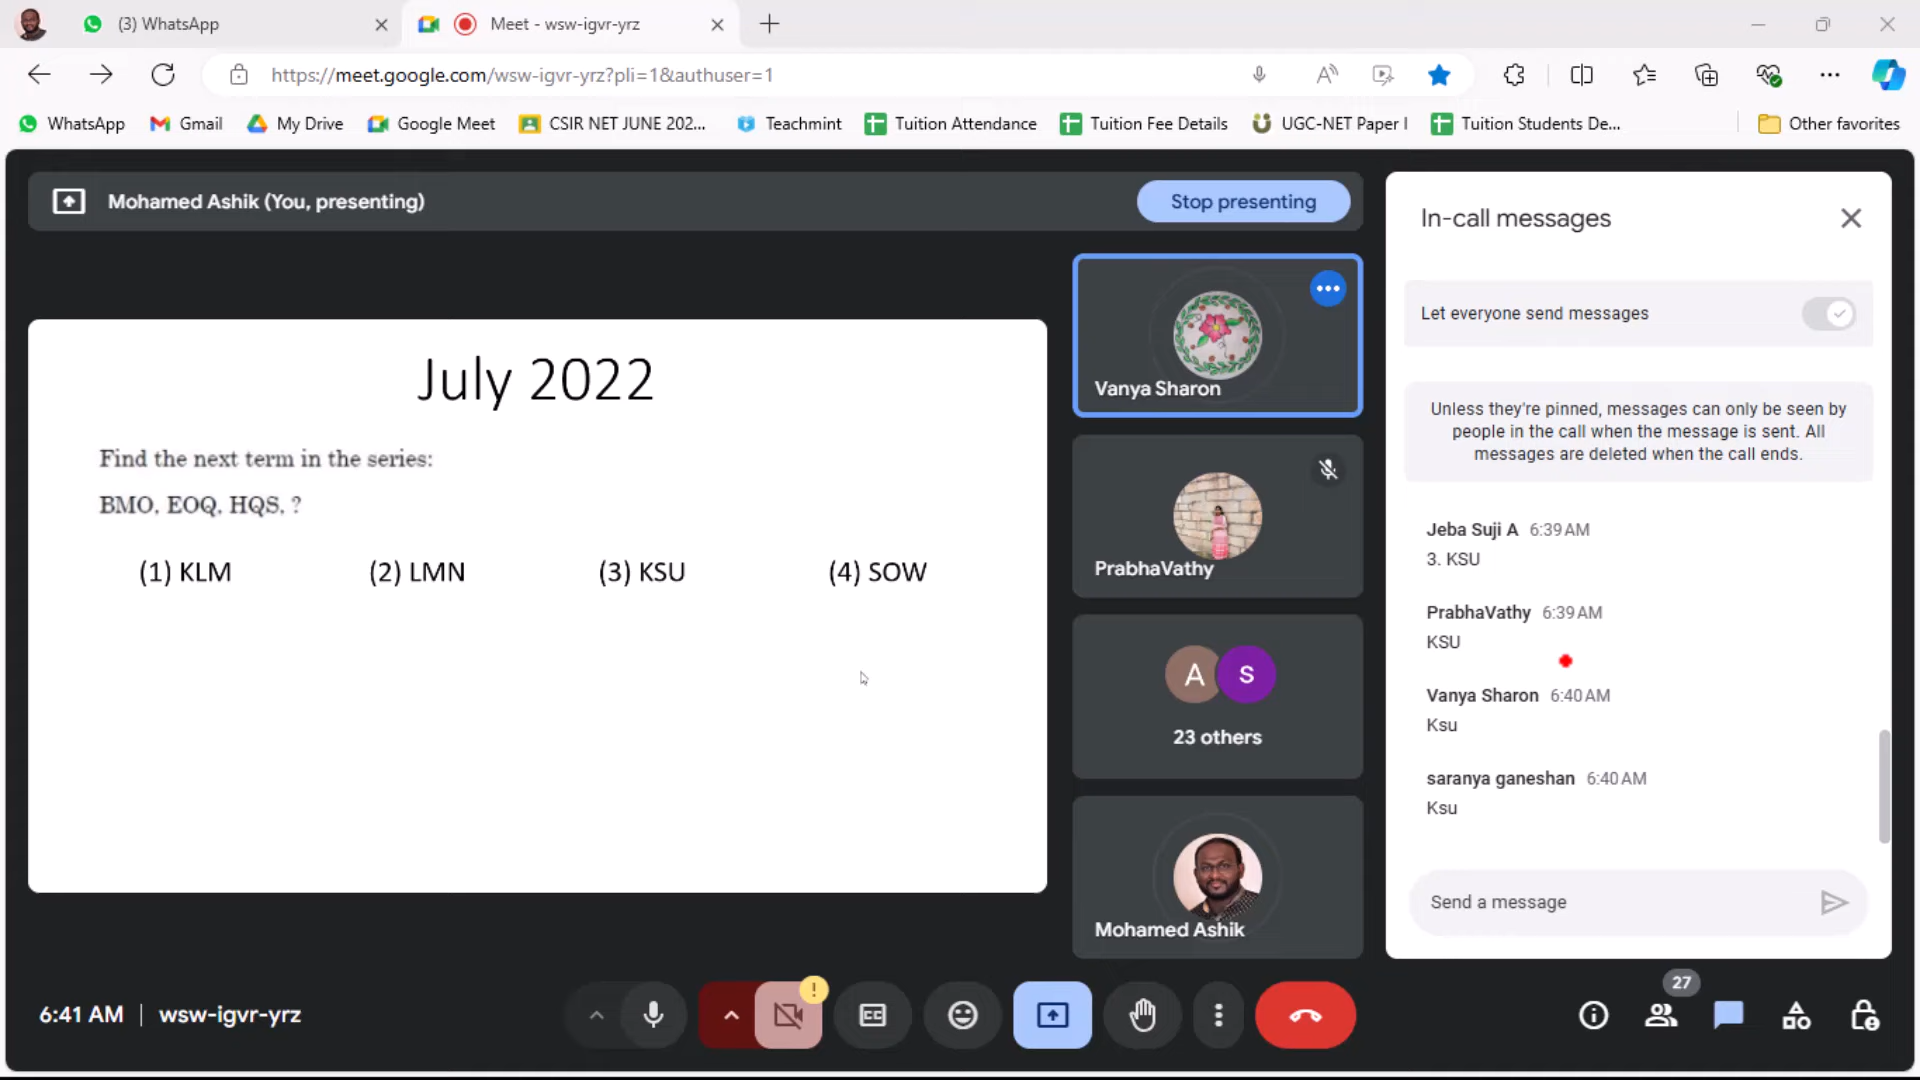 (3) WhatsApp
Meet - wsw-igvr-yrz
https://meet.google.com/wsw-igvr-yrz?pli=1&authuser=1
WhatsApp
Gmail
My Drive
Google Meet
CSIR NET JUNE 202...
Teachmint
Tuition Attendance
Tuition Fee Details
UGC-NET Paper I
Tuition Students De...
Other favorites
Mohamed Ashik (You, presenting)
Stop presenting
July 2022
Find the next term in the series:
BMO, EOQ, HQS, ?
(1) KLM (2) LMN (3) KSU (4) SOW
Vanya Sharon
PrabhaVathy
A S
23 others
Mohamed Ashik
In-call messages
Let everyone send messages
Unless they're pinned, messages can only be seen by
people in the call when the message is sent. All
messages are deleted when the call ends.
Jeba Suji A 6:39 AM
3. KSU
PrabhaVathy 6:39 AM
KSU
Vanya Sharon 6:40 AM
Ksu
saranya ganeshan 6:40 AM
Ksu
Send a message
6:41 AM | wsw-igvr-yrz
!
CC
27